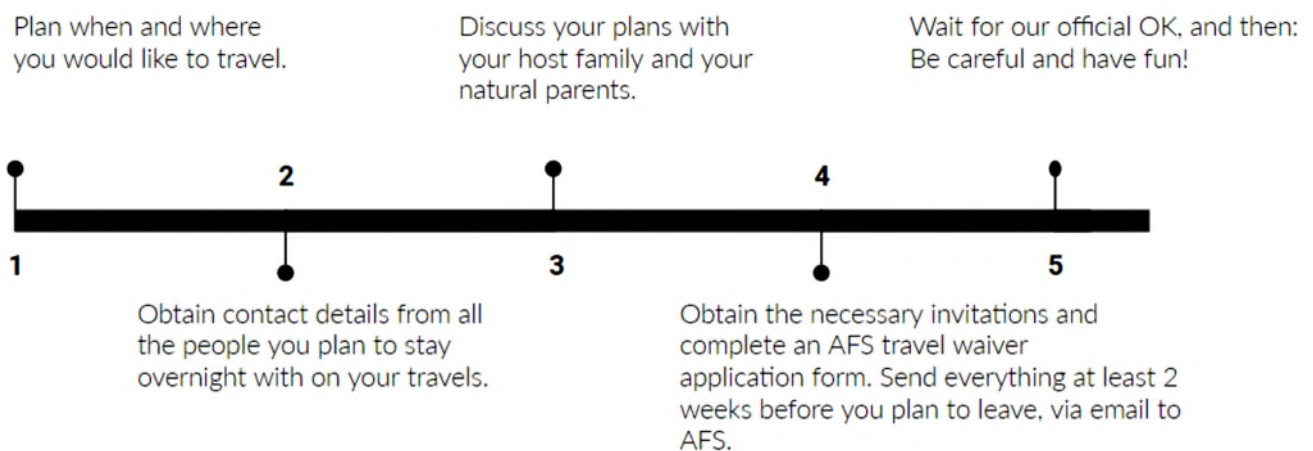 Plan when and where
you would like to travel.
Discuss your plans with
your host family and your
natural parents.
Wait for our official OK, and then:
Be careful and have fun!
2
4
1
3
5
Obtain contact details from all
the people you plan to stay
overnight with on your travels.
Obtain the necessary invitations and
complete an AFS travel waiver
application form. Send everything at least 2
weeks before you plan to leave, via email to
AFS.